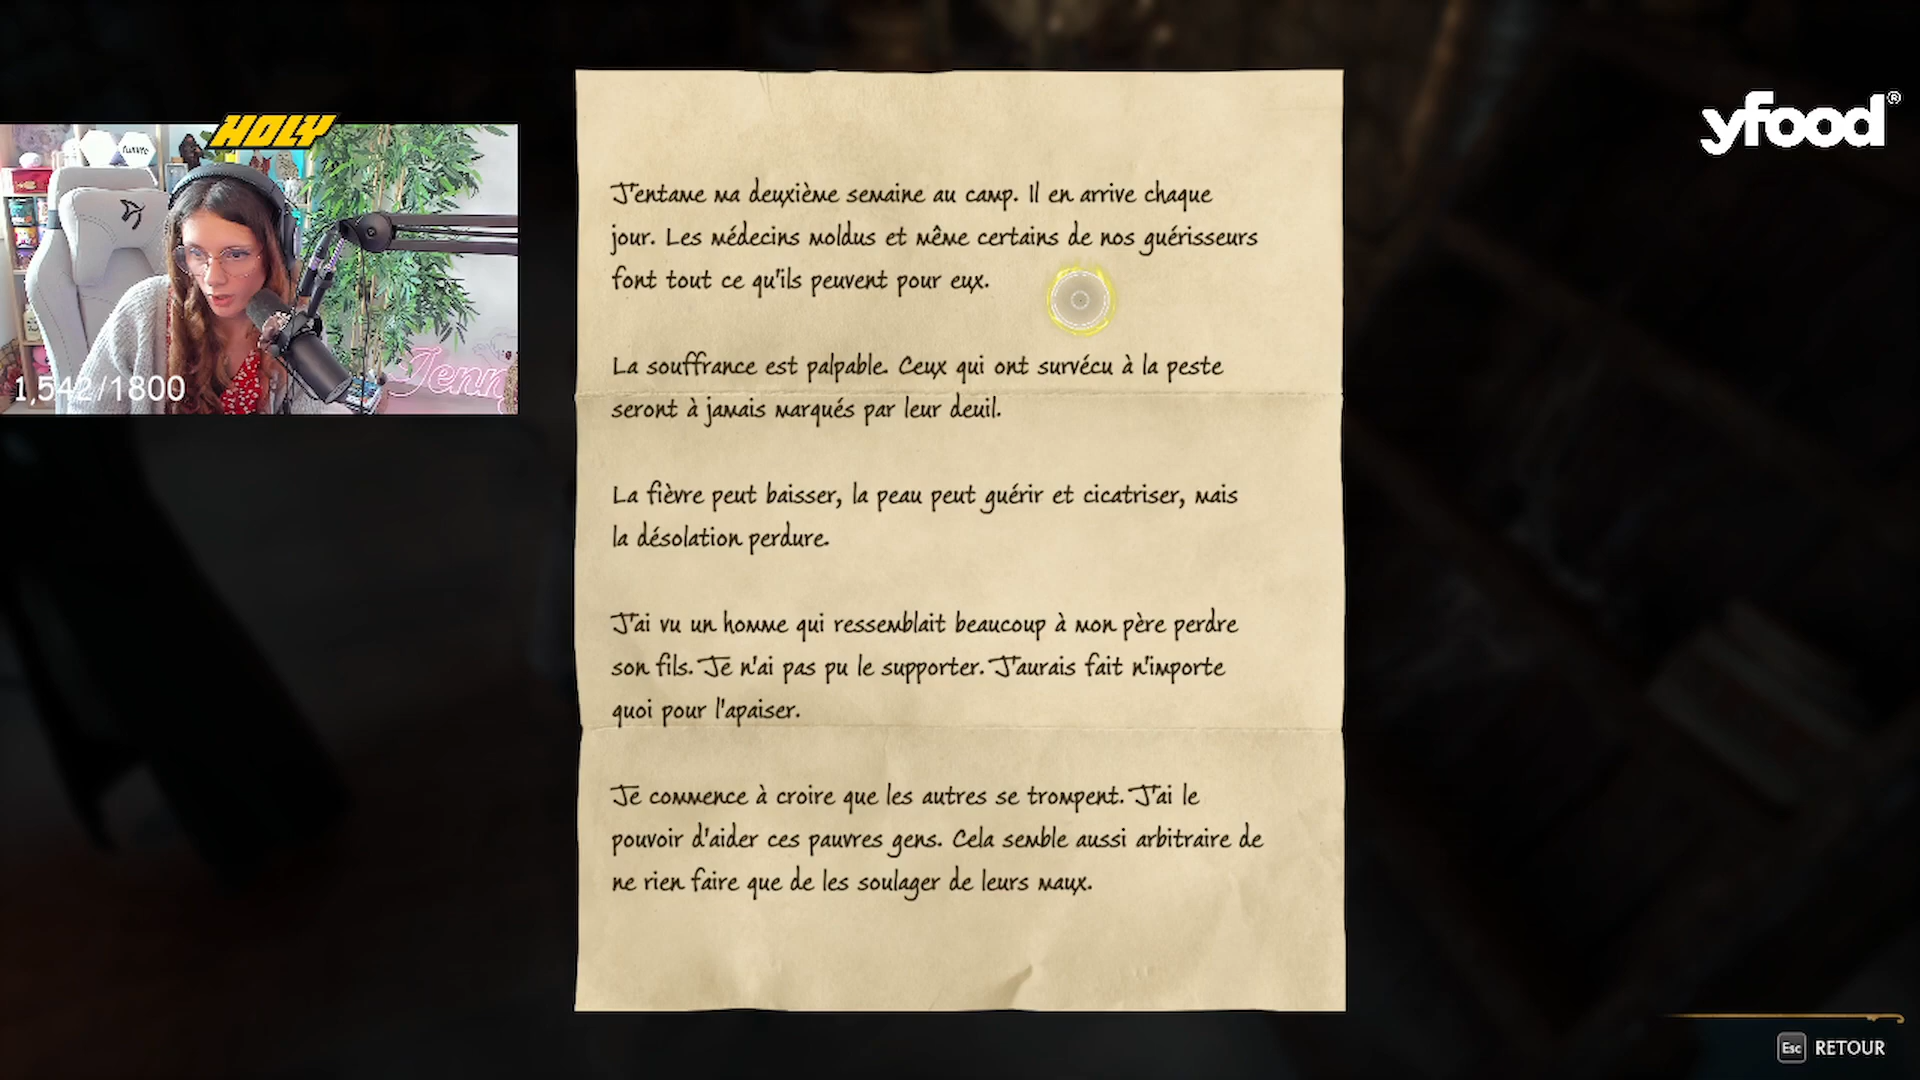 HOLY
funlife
Jenn
1,542/1800
yfood®
J'entame ma deuxième semaine au camp. Il en arrive chaque
jour. Les médecins moldus et même certains de nos guérisseurs
font tout ce qu'ils peuvent pour eux.
La souffrance est palpable. Ceux qui ont survécu à la peste
seront à jamais marqués par leur deuil.
La fièvre peut baisser, la peau peut guérir et cicatriser, mais
la désolation perdure.
J'ai vu un homme qui ressemblait beaucoup à mon père perdre
son fils. Je n'ai pas pu le supporter. J'aurais fait n'importe
quoi pour l'apaiser.
Je commence à croire que les autres se trompent. J'ai le
pouvoir d'aider ces pauvres gens. Cela semble aussi arbitraire de
ne rien faire que de les soulager de leurs maux.
Esc RETOUR